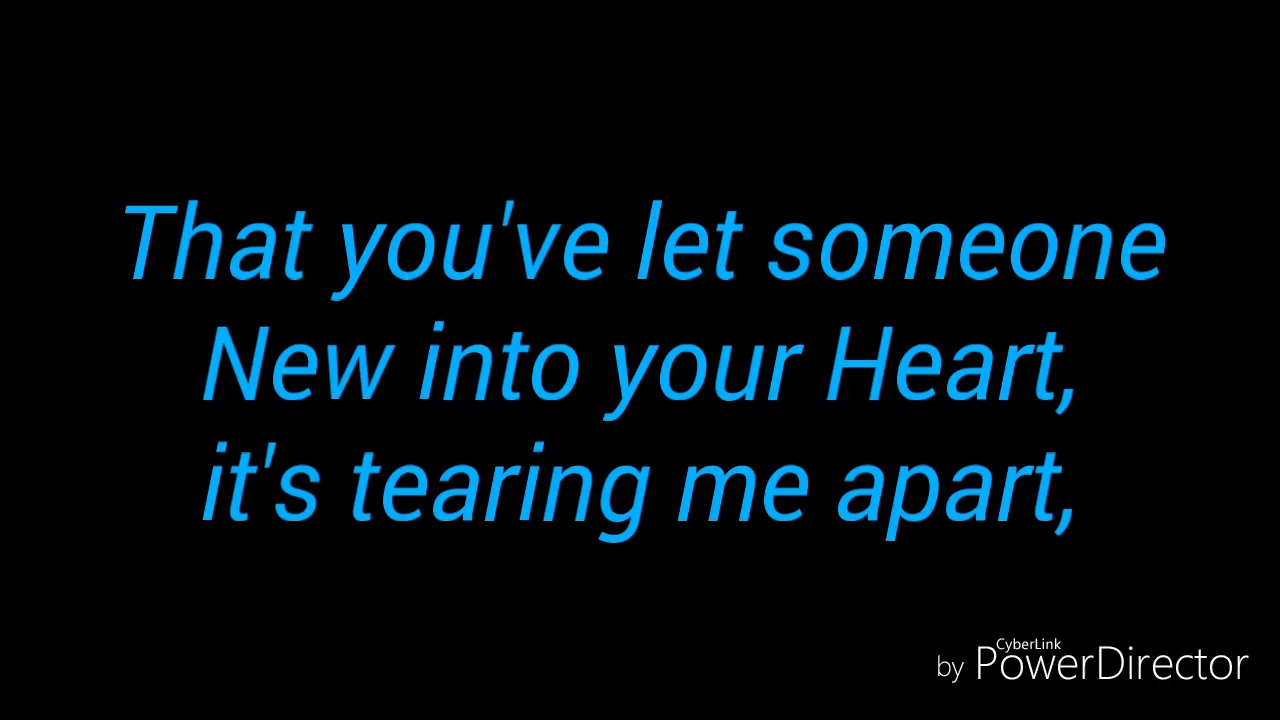 That you've let someone
New into your Heart,
it's tearing me apart,
CyberLink
by PowerDirector